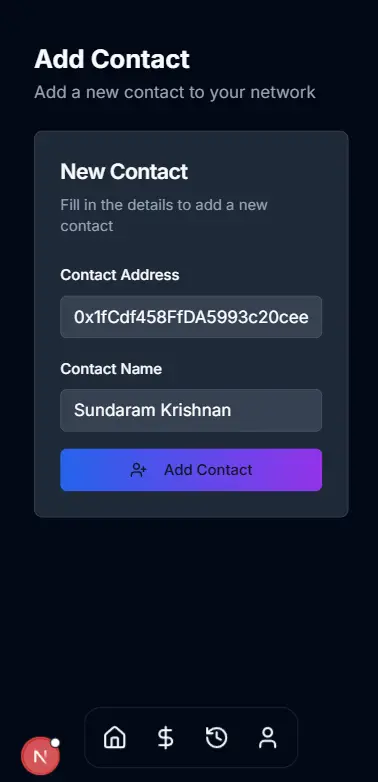 Add Contact
Add a new contact to your network
New Contact
Fill in the details to add a new
contact
Contact Address
0x1fCdf458FfDA5993c20cee
Contact Name
Sundaram Krishnan
Add Contact
N